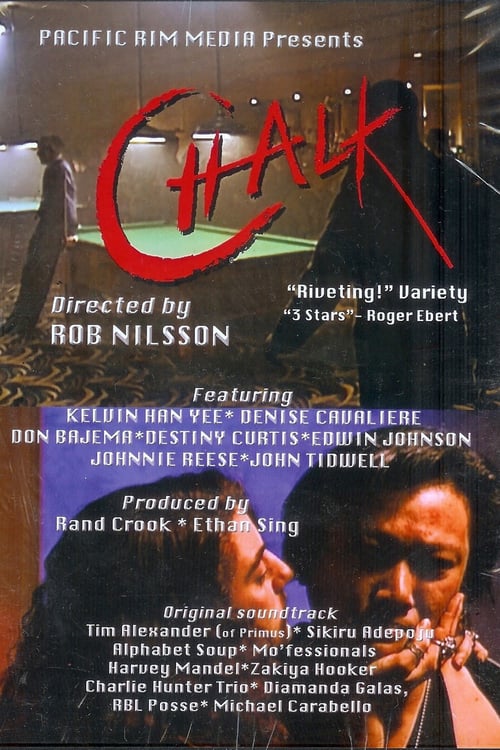 PACIFIC RIM MEDIA Presents
CHALK
"Riveting!" Variety
"3 Stars"- Roger Ebert
Directed by
ROB NILSSON
Featuring
KELVIN HAN YEE* DENISE CAVALIERE
DON BAJEMA*DESTINY CURTIS*EDWIN JOHNSON
JOHNNIE REESE*JOHN TIDWELL
Produced by
Rand Crook * Ethan Sing
Original soundtrack
Tim Alexander (of Primus)* Sikiru Adepoju
Alphabet Soup* Mo'fessionals
Harvey Mandel*Zakiya Hooker
Charlie Hunter Trio* Diamanda Galas,
RBL Posse* Michael Carabello